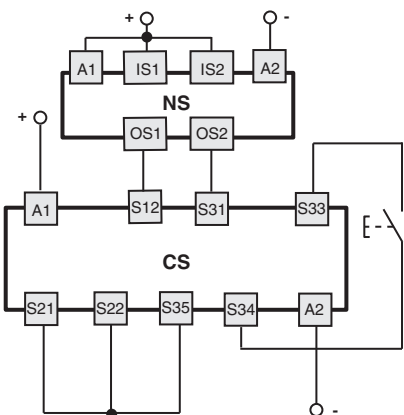 + -
A1 IS1 IS2 A2
NS
OS1 OS2
+
A1 S12 S31 S33
CS
S21 S22 S35 S34 A2
-